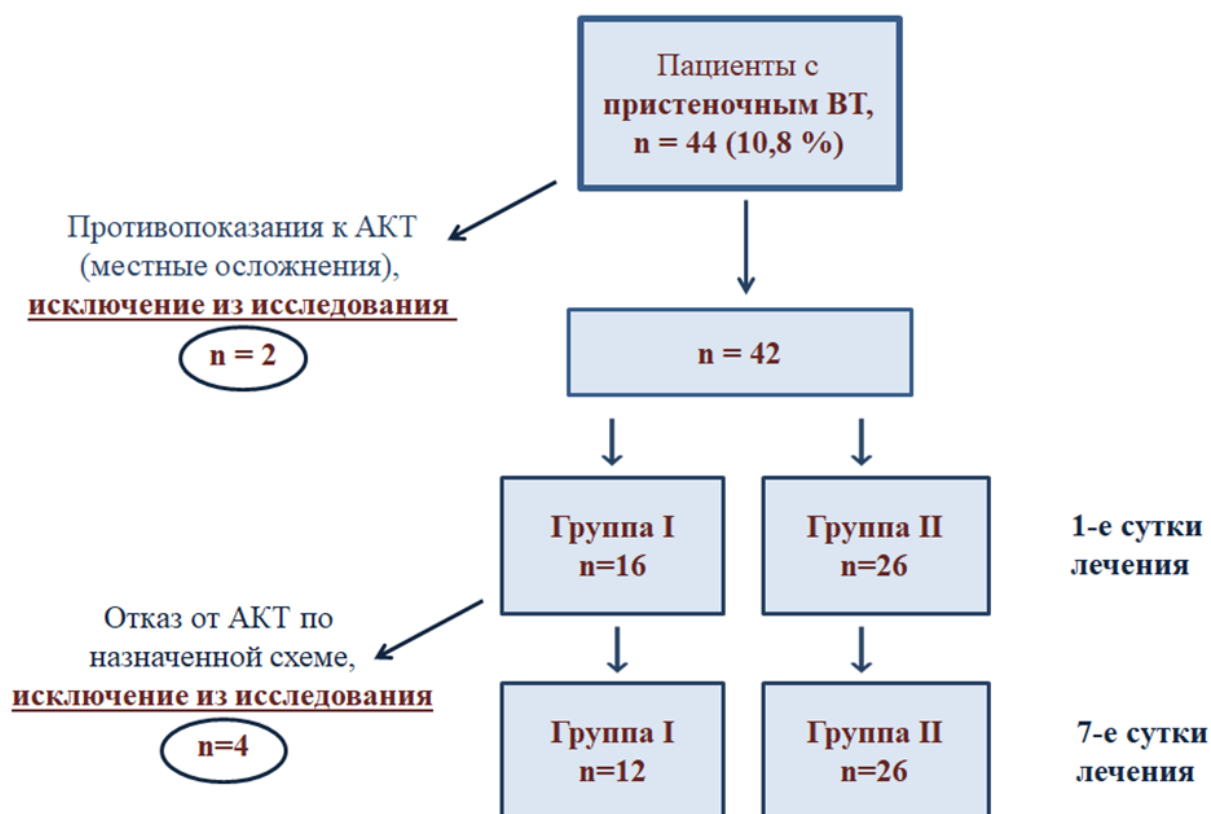 Пациенты с
пристеночным ВТ,
n = 44 (10,8 %)
Противопоказания к АКТ
(местные осложнения),
исключение из исследования
n = 2
n = 42
Группа I
n=16
Группа II
n=26
1-е сутки
лечения
Отказ от АКТ по
назначенной схеме,
исключение из исследования
n=4
Группа I
n=12
Группа II
n=26
7-е сутки
лечения